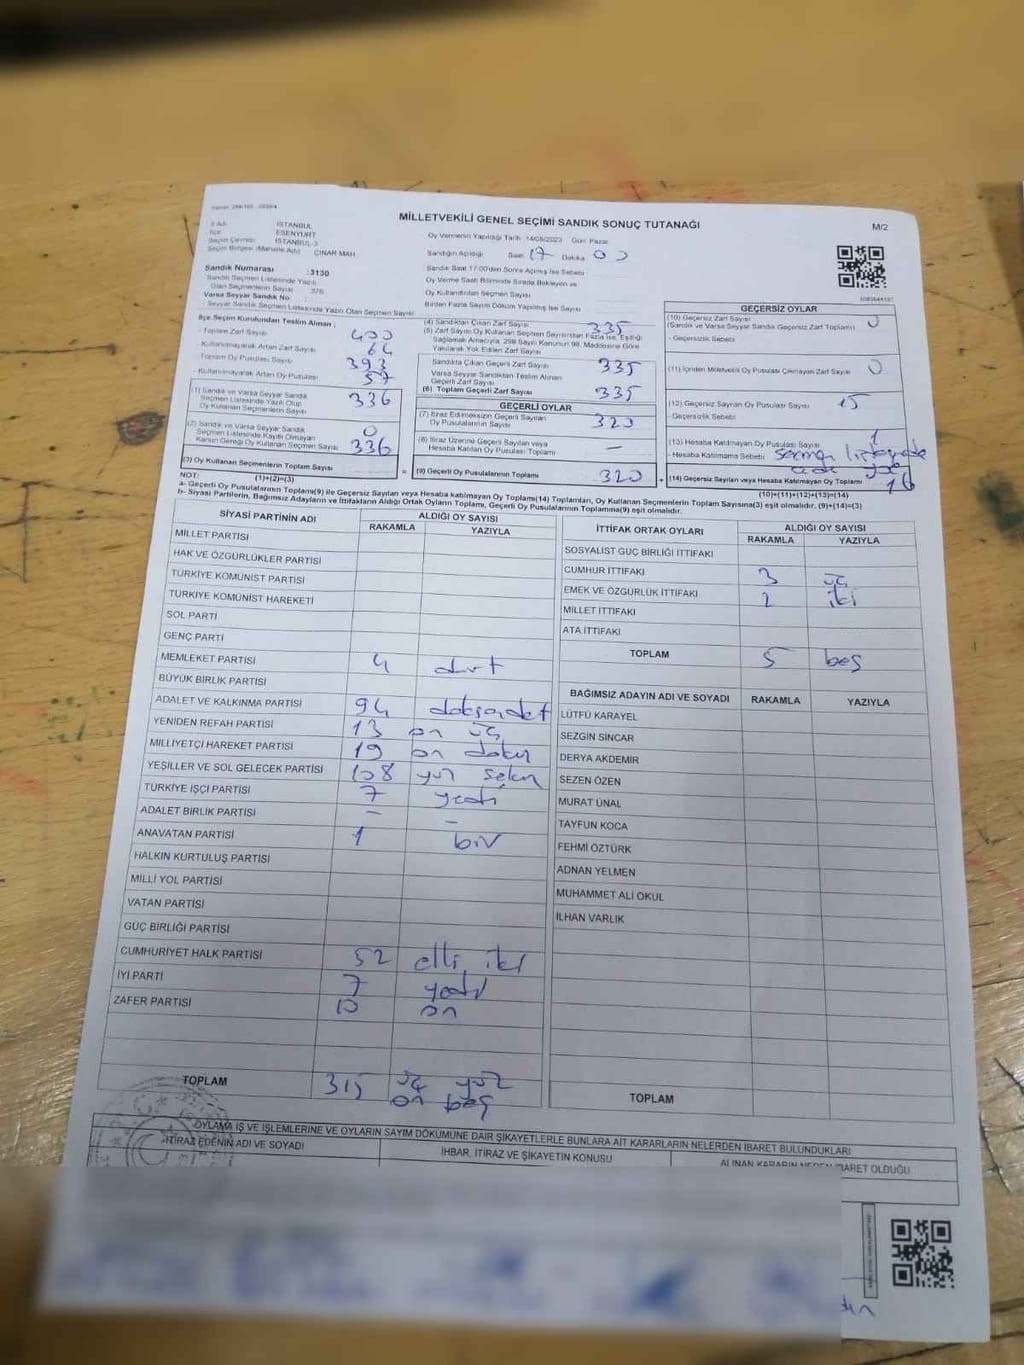 MİLLETVEKİLİ GENEL SEÇİMİ SANDIK SONUÇ TUTANAĞI
M/2
İl Adı : İSTANBUL
İlçe : ESENYURT
Seçim Çevresi : İSTANBUL-3
Seçim Bölgesi (Mahalle Adı) : ÇINAR MAH
Oy Vermenin Yapıldığı Tarih 14/05/2023 Gün Pazar
Sandığın Açıldığı Saat 17 Dakika 00
Sandık Saat 17:00'den Sonra Açılmış İse Sebebi
Oy Verme Saati Bitiminde Sırada Bekleyen ve
Oy Kullandırılan Seçmen Sayısı
Birden Fazla Sayım Döküm Yapılmış İse Sayısı
Sandık Numarası : 3130
Sandık Seçmen Listesinde Yazılı
Olan Seçmenlerin Sayısı 376
Varsa Seyyar Sandık No
- Seyyar Sandık Seçmen Listesinde Yazılı Olan Seçmen Sayısı
İlçe Seçim Kurulundan Teslim Alınan ;
- Toplam Zarf Sayısı 400
- Kullanılmayarak Artan Zarf Sayısı 64
- Toplam Oy Pusulası Sayısı 393
- Kullanılmayarak Artan Oy Pusulası 57
(1) Sandık ve Varsa Seyyar Sandık
Seçmen Listesinde Yazılı Olup
Oy Kullanan Seçmenlerin Sayısı 336
(2) Sandık ve Varsa Seyyar Sandık
Seçmen Listesinde Kayıtlı Olmayan
Kanun Gereği Oy Kullanan Seçmen Sayısı 0
336
(3) Oy Kullanan Seçmenlerin Toplam Sayısı
(1)+(2)=(3)
(4) Sandıktan Çıkan Zarf Sayısı 335
(5) Zarf Sayısı Oy Kullanan Seçmen Sayısından Fazla ise, Eşitliği
Sağlamak Amacıyla, 298 Sayılı Kanunun 98. Maddesine Göre
Yakılarak Yok Edilen Zarf Sayısı
Sandıkta Çıkan Geçerli Zarf Sayısı 335
Varsa Seyyar Sandıktan Teslim Alınan
Geçerli Zarf Sayısı
(6) Toplam Geçerli Zarf Sayısı 335
GEÇERLİ OYLAR
(7) İtiraz Edilmeksizin Geçerli Sayılan
Oy Pusulalarının Sayısı 320
(8) İtiraz Üzerine Geçerli Sayılan veya
Hesaba Katılan Oy Pusulası Toplamı —
= (9) Geçerli Oy Pusulalarının Toplamı 320 +
GEÇERSİZ OYLAR
(10) Geçersiz Zarf Sayısı 0
(Sandık ve Varsa Seyyar Sandık Geçersiz Zarf Toplamı)
- Geçersizlik Sebebi
(11) İçinden Milletvekili Oy Pusulası Çıkmayan Zarf Sayısı 0
(12) Geçersiz Sayılan Oy Pusulası Sayısı 15
- Geçersizlik Sebebi
(13) Hesaba Katılmayan Oy Pusulası Sayısı 1
- Hesaba Katılmama Sebebi seçmen listesinde
adı yok
(14) Geçersiz Sayılan veya Hesaba Katılmayan Oy Toplamı 16
(10)+(11)+(12)+(13)=(14)
NOT:
a- Geçerli Oy Pusulalarının Toplamı(9) ile Geçersiz Sayılan veya Hesaba katılmayan Oy Toplamı(14) Toplamları, Oy Kullanan Seçmenlerin Toplam Sayısına(3) eşit olmalıdır. (9)+(14)=(3)
b- Siyasi Partilerin, Bağımsız Adayların ve İttifakların Aldığı Ortak Oyların Toplamı, Geçerli Oy Pusulalarının Toplamına(9) eşit olmalıdır.
SİYASİ PARTİNİN ADI ALDIĞI OY SAYISI
RAKAMLA YAZIYLA
MİLLET PARTİSİ
HAK VE ÖZGÜRLÜKLER PARTİSİ
TÜRKİYE KOMÜNİST PARTİSİ
TÜRKİYE KOMÜNİST HAREKETİ
SOL PARTİ
GENÇ PARTİ
MEMLEKET PARTİSİ 4 dört
BÜYÜK BİRLİK PARTİSİ
ADALET VE KALKINMA PARTİSİ 94 doksandört
YENİDEN REFAH PARTİSİ 13 on üç
MİLLİYETÇİ HAREKET PARTİSİ 19 on dokuz
YEŞİLLER VE SOL GELECEK PARTİSİ 108 yüz sekiz
TÜRKİYE İŞÇİ PARTİSİ 7 yedi
ADALET BİRLİK PARTİSİ — —
ANAVATAN PARTİSİ 1 bir
HALKIN KURTULUŞ PARTİSİ
MİLLİ YOL PARTİSİ
VATAN PARTİSİ
GÜÇ BİRLİĞİ PARTİSİ
CUMHURİYET HALK PARTİSİ 52 elli iki
İYİ PARTİ 7 yedi
ZAFER PARTİSİ 10 on
TOPLAM 315 üç yüz
on beş
İTTİFAK ORTAK OYLARI ALDIĞI OY SAYISI
RAKAMLA YAZIYLA
SOSYALİST GÜÇ BİRLİĞİ İTTİFAKI
CUMHUR İTTİFAKI 3 üç
EMEK VE ÖZGÜRLÜK İTTİFAKI 2 iki
MİLLET İTTİFAKI
ATA İTTİFAKI
TOPLAM 5 beş
BAĞIMSIZ ADAYIN ADI VE SOYADI RAKAMLA YAZIYLA
LÜTFÜ KARAYEL
SEZGİN SİNCAR
DERYA AKDEMİR
SEZEN ÖZEN
MURAT ÜNAL
TAYFUN KOCA
FEHMİ ÖZTÜRK
ADNAN YELMEN
MUHAMMET ALİ OKUL
İLHAN VARLIK
TOPLAM
OYLAMA İŞ VE İŞLEMLERİNE VE OYLARIN SAYIM DÖKÜMÜNE DAİR ŞİKAYETLERLE BUNLARA AİT KARARLARIN NELERDEN İBARET BULUNDUKLARI
İTİRAZ EDENİN ADI VE SOYADI İHBAR, İTİRAZ VE ŞİKAYETİN KONUSU ALINAN KARARIN NEDEN İBARET OLDUĞU